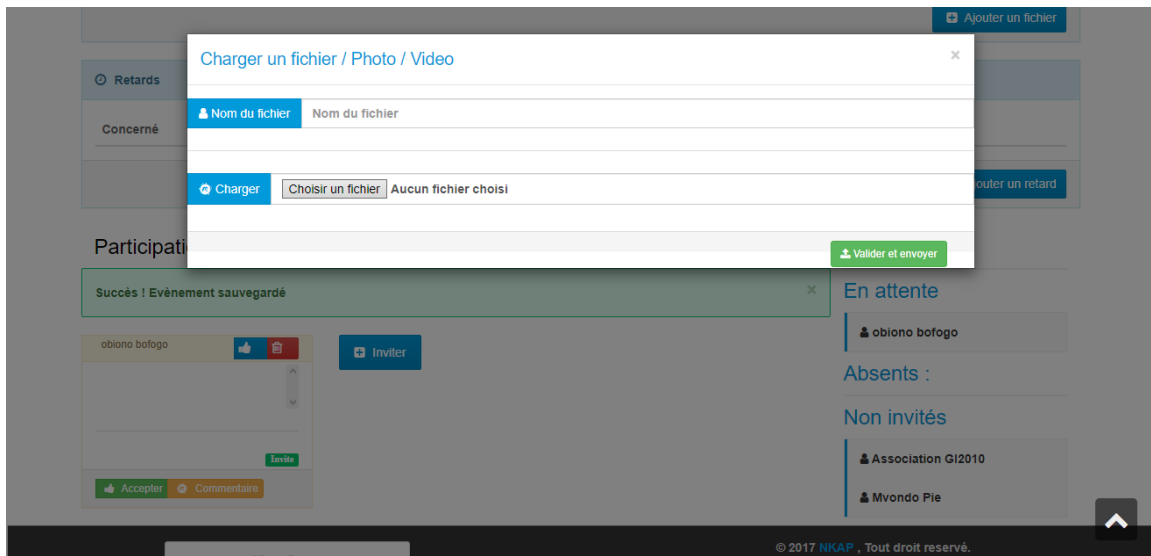 Ajouter un fichier
Charger un fichier / Photo / Video ×
Retards
Nom du fichier Nom du fichier
Concerné
Charger Choisir un fichier Aucun fichier choisi
outer un retard
Participati
Valider et envoyer
Succès ! Evènement sauvegardé ×
En attente
obiono bofogo
obiono bofogo
Inviter
Absents :
Non invités
Invite
Association GI2010
Accepter Commentaire
Mvondo Pie
© 2017 NKAP , Tout droit reservé.